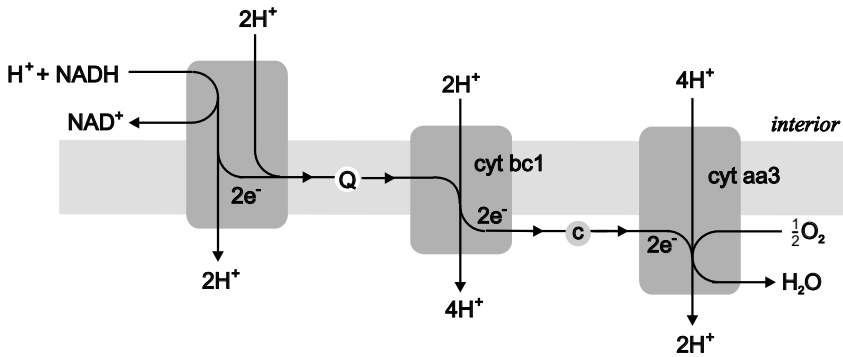 2H⁺
H⁺ + NADH
NAD⁺
2e⁻
2H⁺
Q
2H⁺
cyt bc1
2e⁻
4H⁺
c
4H⁺
interior
cyt aa3
2e⁻
½O₂
H₂O
2H⁺